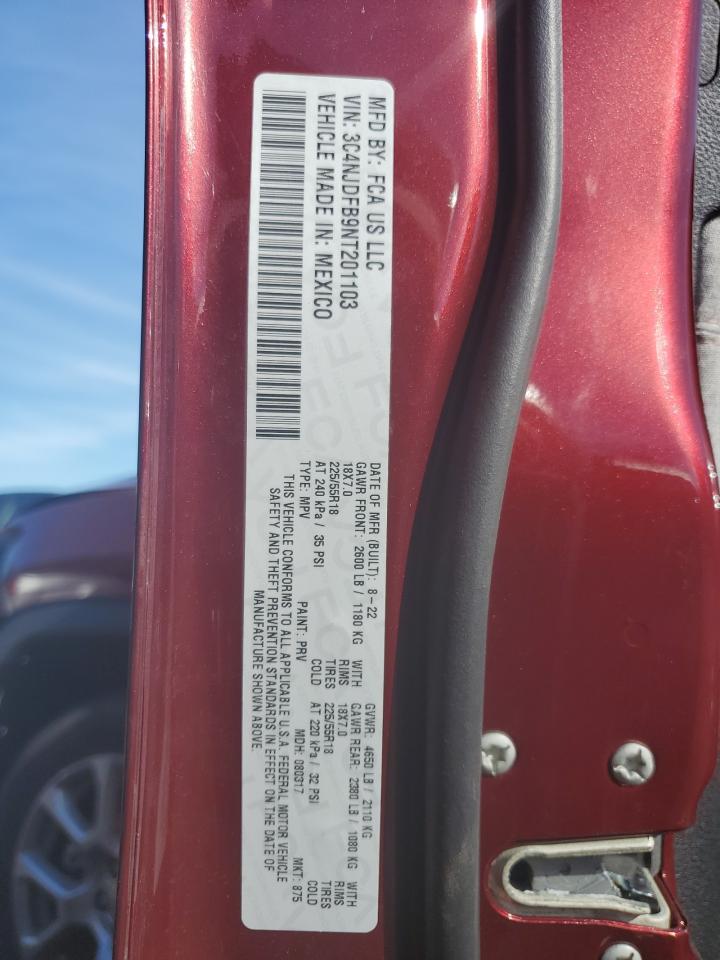 MFD BY: FCA US LLC
VIN: 3C4NJDFB9NT201103
VEHICLE MADE IN: MEXICO
DATE OF MFR (BUILT): 8-22 GVWR: 4650 LB / 2110 KG
GAWR FRONT: 2600 LB / 1180 KG WITH GAWR REAR: 2380 LB / 1080 KG WITH
18X7.0 RIMS 18X7.0 RIMS
225/55R18 TIRES 225/55R18 TIRES
AT 240 kPa / 35 PSI COLD AT 220 kPa / 32 PSI COLD
TYPE: MPV PAINT: PRV MDH: 080317 MKT: 875
THIS VEHICLE CONFORMS TO ALL APPLICABLE U.S.A. FEDERAL MOTOR VEHICLE
SAFETY AND THEFT PREVENTION STANDARDS IN EFFECT ON THE DATE OF
MANUFACTURE SHOWN ABOVE.